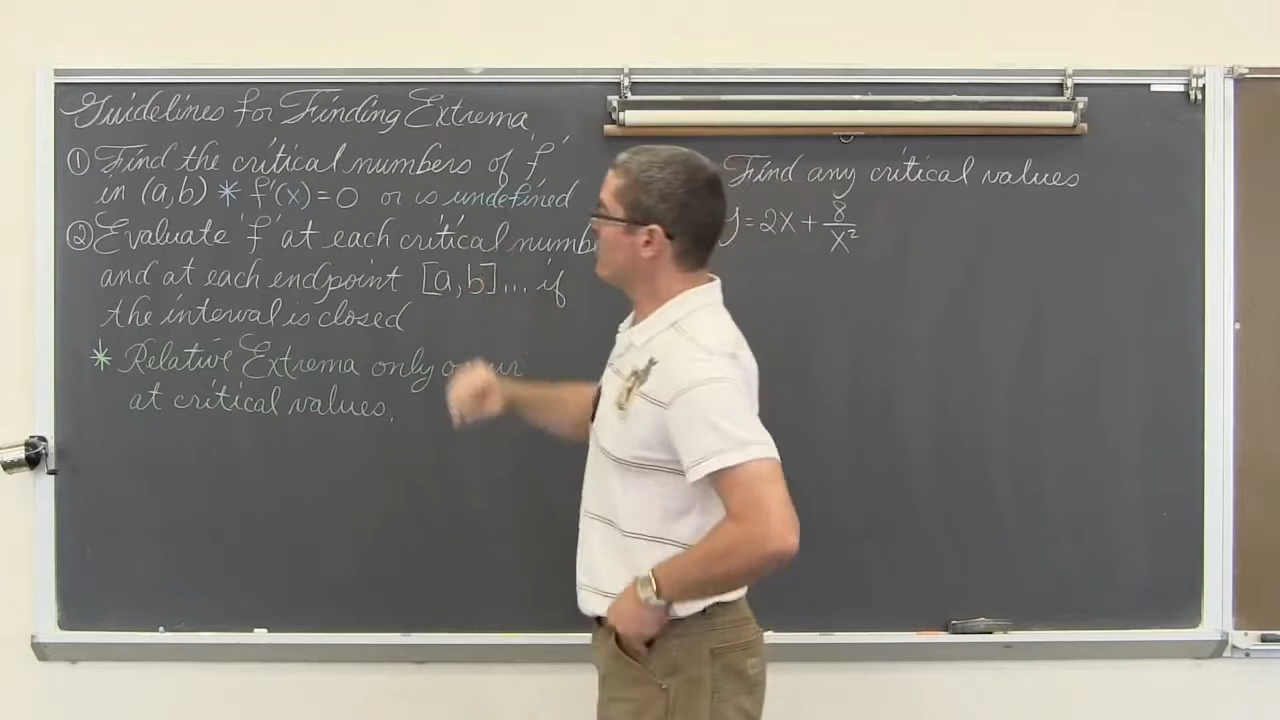 Guidelines for Finding Extrema
① Find the critical numbers of 'f'
in (a,b) * f'(x)=0 or is undefined
② Evaluate 'f' at each critical
and at each endpoint [a,b]... if
the interval is closed
* Relative Extrema only
at critical values.
Find any critical values
y=2x+8/x²